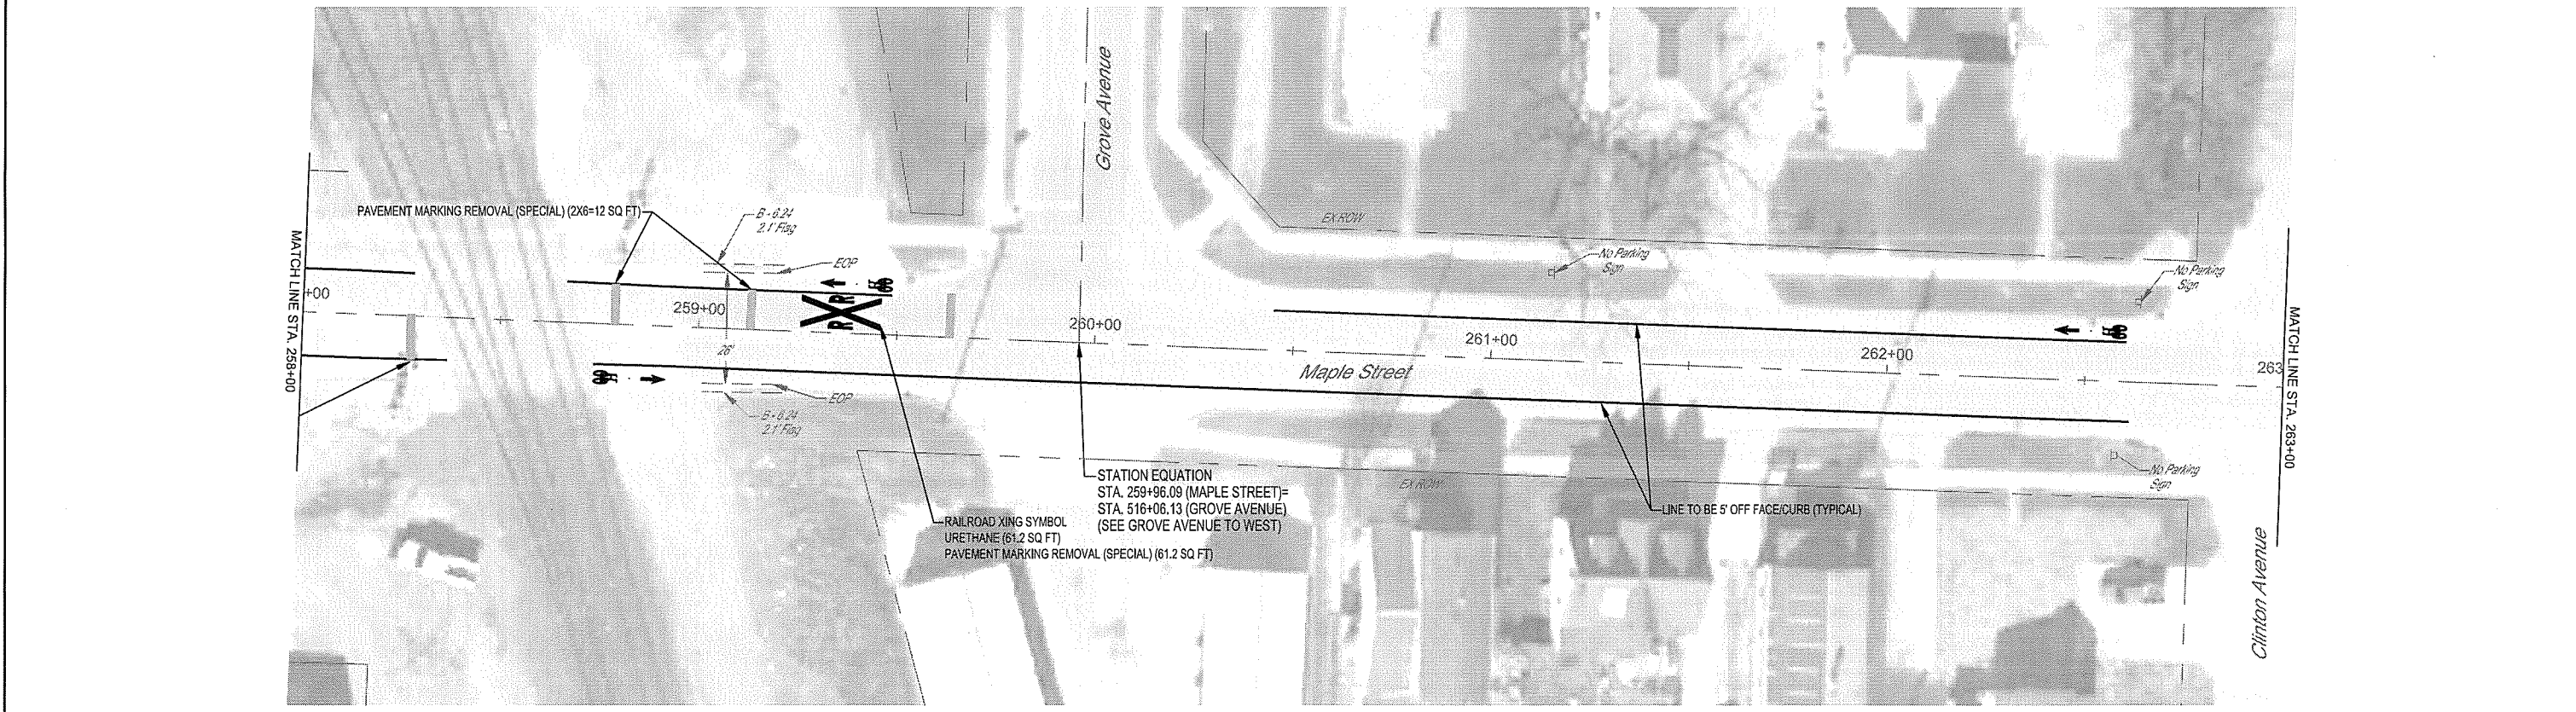 Grove Avenue
PAVEMENT MARKING REMOVAL (SPECIAL) (2X6=12 SQ FT)
B - 6.24
2.1' Flag
EOP
EX ROW
No Parking
Sign
No Parking
Sign
MATCH LINE STA. 258+00
+00
259+00
R R
260+00
261+00
262+00
263
MATCH LINE STA. 263+00
26'
Maple Street
EOP
B - 6.24
2.1' Flag
STATION EQUATION
STA. 259+96.09 (MAPLE STREET)=
STA. 516+06.13 (GROVE AVENUE)
(SEE GROVE AVENUE TO WEST)
EX ROW
No Parking
Sign
LINE TO BE 5' OFF FACE/CURB (TYPICAL)
RAILROAD XING SYMBOL
URETHANE (61.2 SQ FT)
PAVEMENT MARKING REMOVAL (SPECIAL) (61.2 SQ FT)
Clinton Avenue